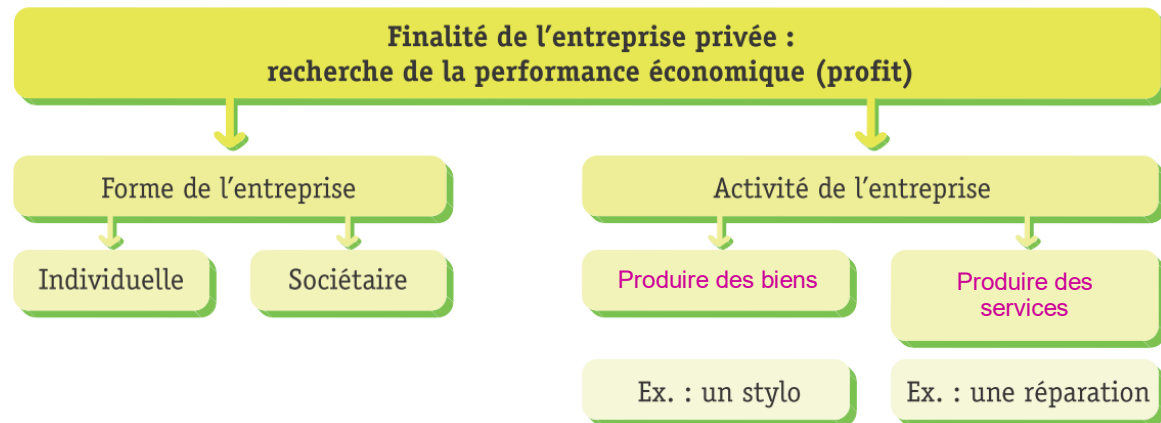 Finalité de l'entreprise privée :
recherche de la performance économique (profit)
Forme de l'entreprise
Activité de l'entreprise
Individuelle
Sociétaire
Produire des biens
Produire des
services
Ex. : un stylo
Ex. : une réparation